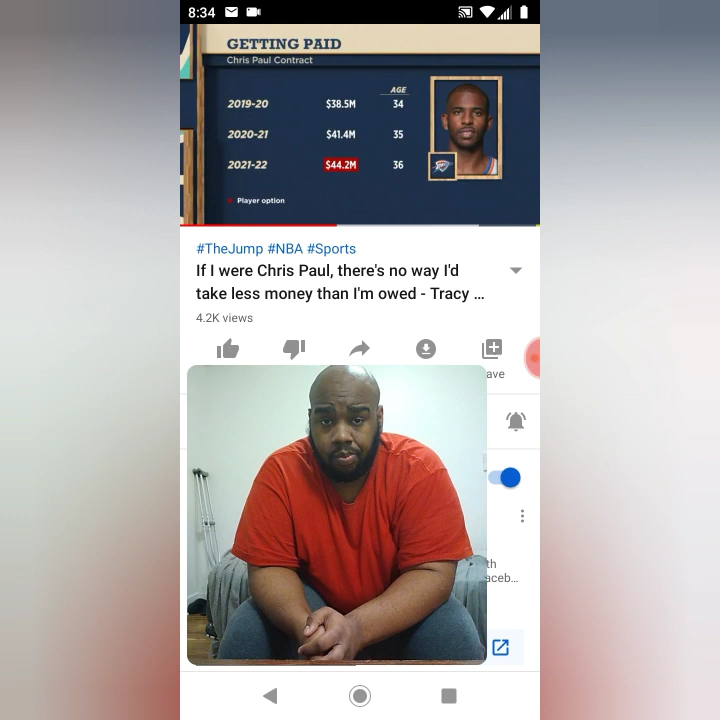 8:34
GETTING PAID
Chris Paul Contract
AGE
2019-20 $38.5M 34
2020-21 $41.4M 35
2021-22 $44.2M 36
Player option
#TheJump #NBA #Sports
If I were Chris Paul, there's no way I'd
take less money than I'm owed - Tracy ...
4.2K views
ave
th
aceb...